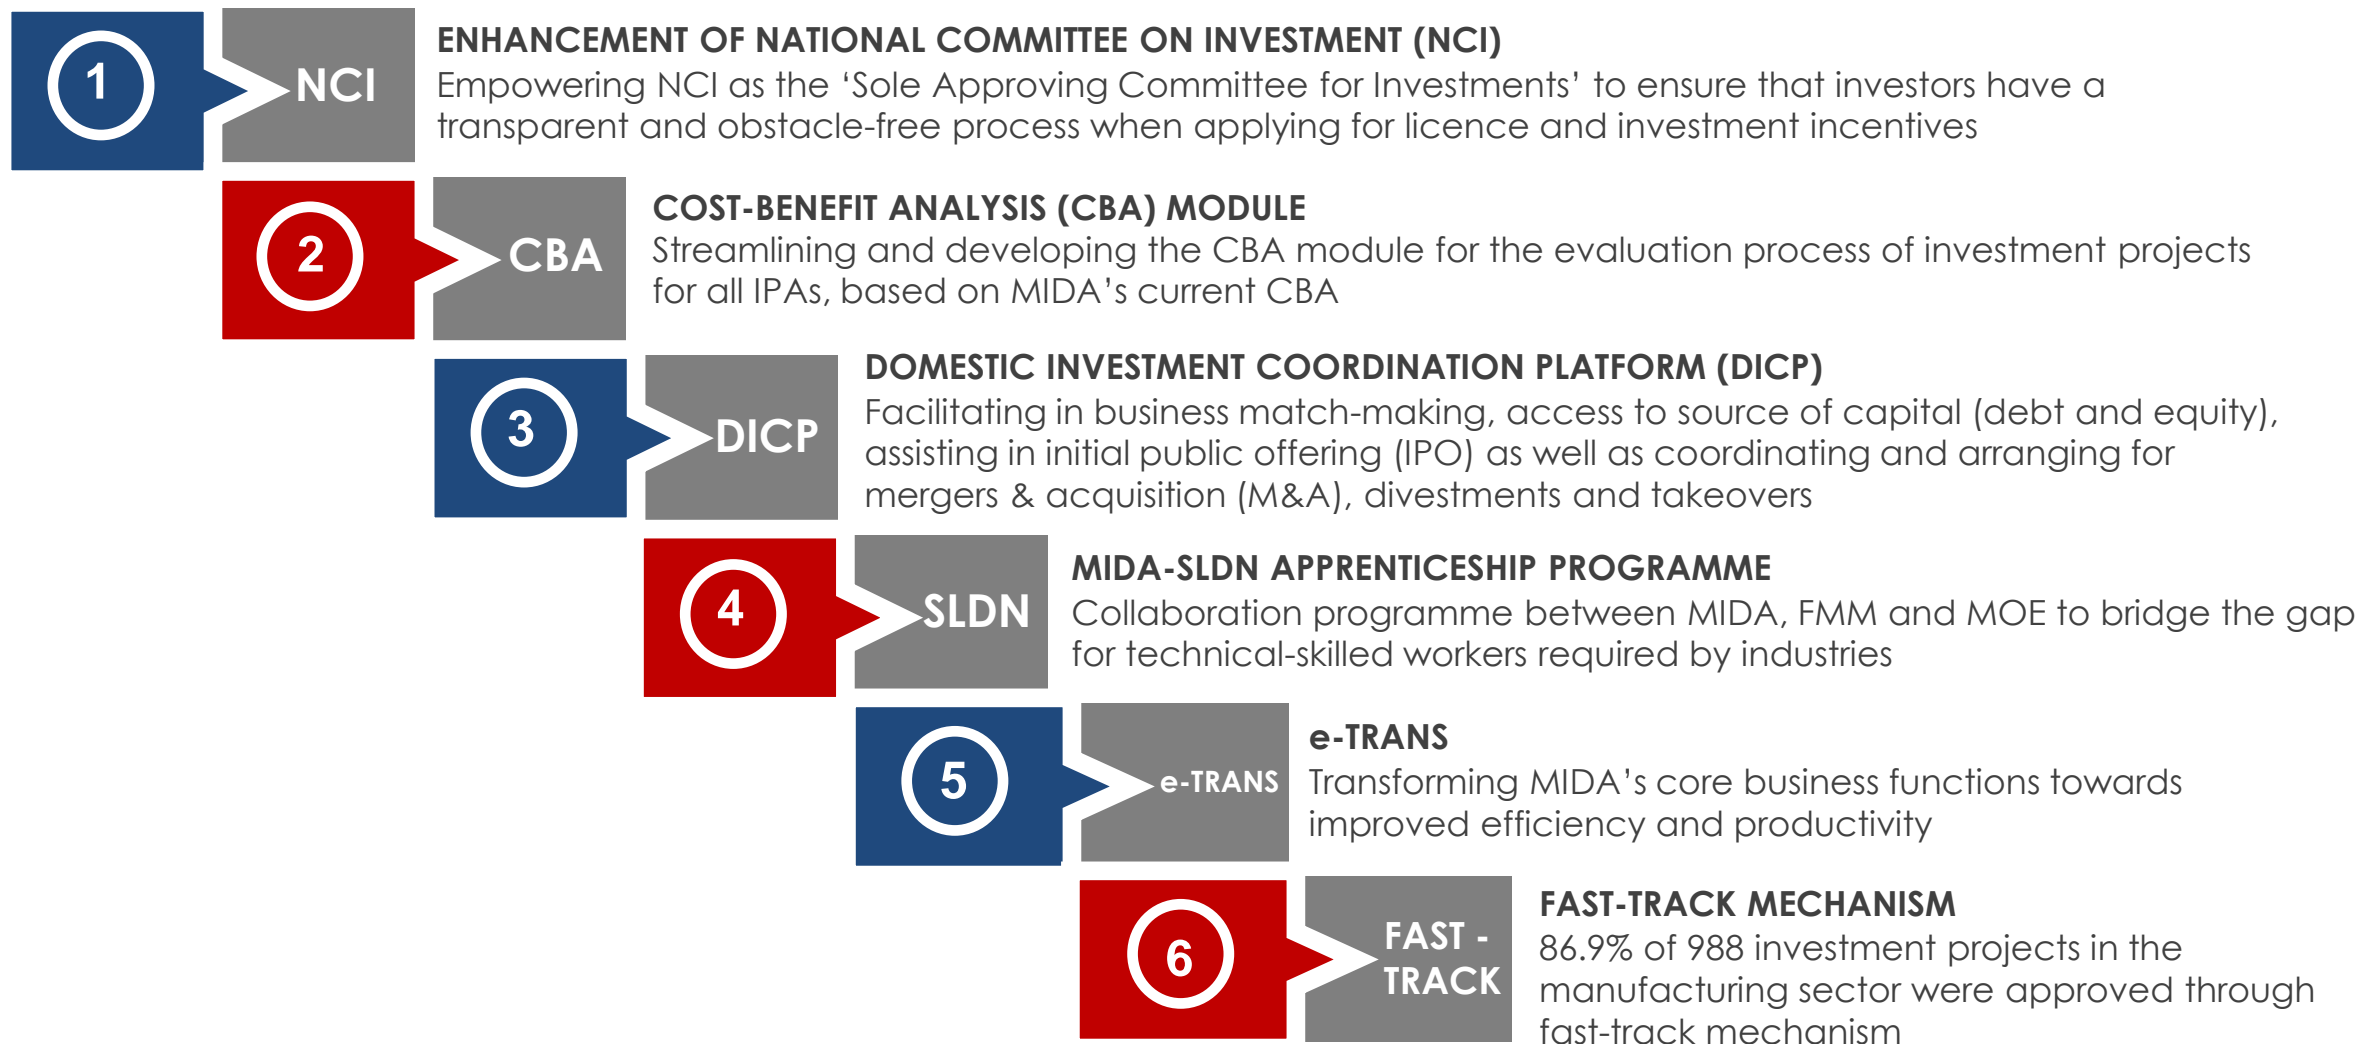 1
NCI
ENHANCEMENT OF NATIONAL COMMITTEE ON INVESTMENT (NCI)
Empowering NCI as the ‘Sole Approving Committee for Investments’ to ensure that investors have a
transparent and obstacle-free process when applying for licence and investment incentives
2
CBA
COST-BENEFIT ANALYSIS (CBA) MODULE
Streamlining and developing the CBA module for the evaluation process of investment projects
for all IPAs, based on MIDA’s current CBA
3
DICP
DOMESTIC INVESTMENT COORDINATION PLATFORM (DICP)
Facilitating in business match-making, access to source of capital (debt and equity),
assisting in initial public offering (IPO) as well as coordinating and arranging for
mergers & acquisition (M&A), divestments and takeovers
4
SLDN
MIDA-SLDN APPRENTICESHIP PROGRAMME
Collaboration programme between MIDA, FMM and MOE to bridge the gap
for technical-skilled workers required by industries
5
e-TRANS
e-TRANS
Transforming MIDA’s core business functions towards
improved efficiency and productivity
6
FAST -
TRACK
FAST-TRACK MECHANISM
86.9% of 988 investment projects in the
manufacturing sector were approved through
fast-track mechanism